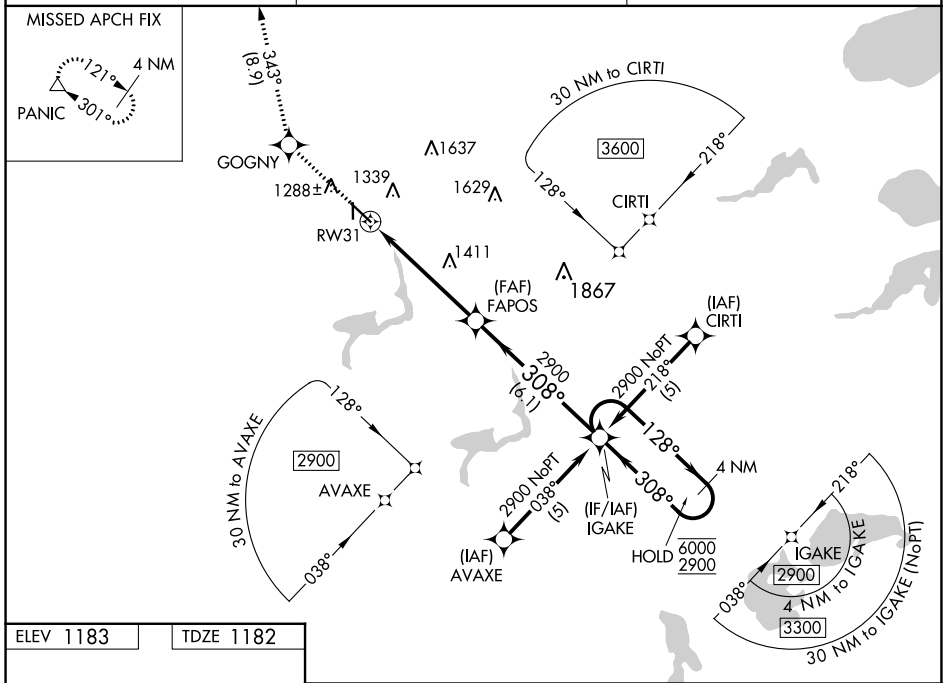 MISSED APCH FIX
4 NM
121°
301°
PANIC
343°
(8.9)
GOGNY
1288±
1339
1637
1629
RW31
1411
1867
30 NM to CIRTI
3600
128°
218°
CIRTI
(FAF)
FAPOS
(IAF)
CIRTI
2900
308°
(6.1)
2900 NoPT
218°
(5)
128°
308°
4 NM
HOLD
6000
2900
(IF/IAF)
IGAKE
2900 NoPT
038°
(5)
(IAF)
AVAXE
30 NM to AVAXE
128°
2900
AVAXE
038°
218°
038°
IGAKE
2900
4 NM to IGAKE
3300
30 NM to IGAKE (NoPT)
ELEV 1183
TDZE 1182